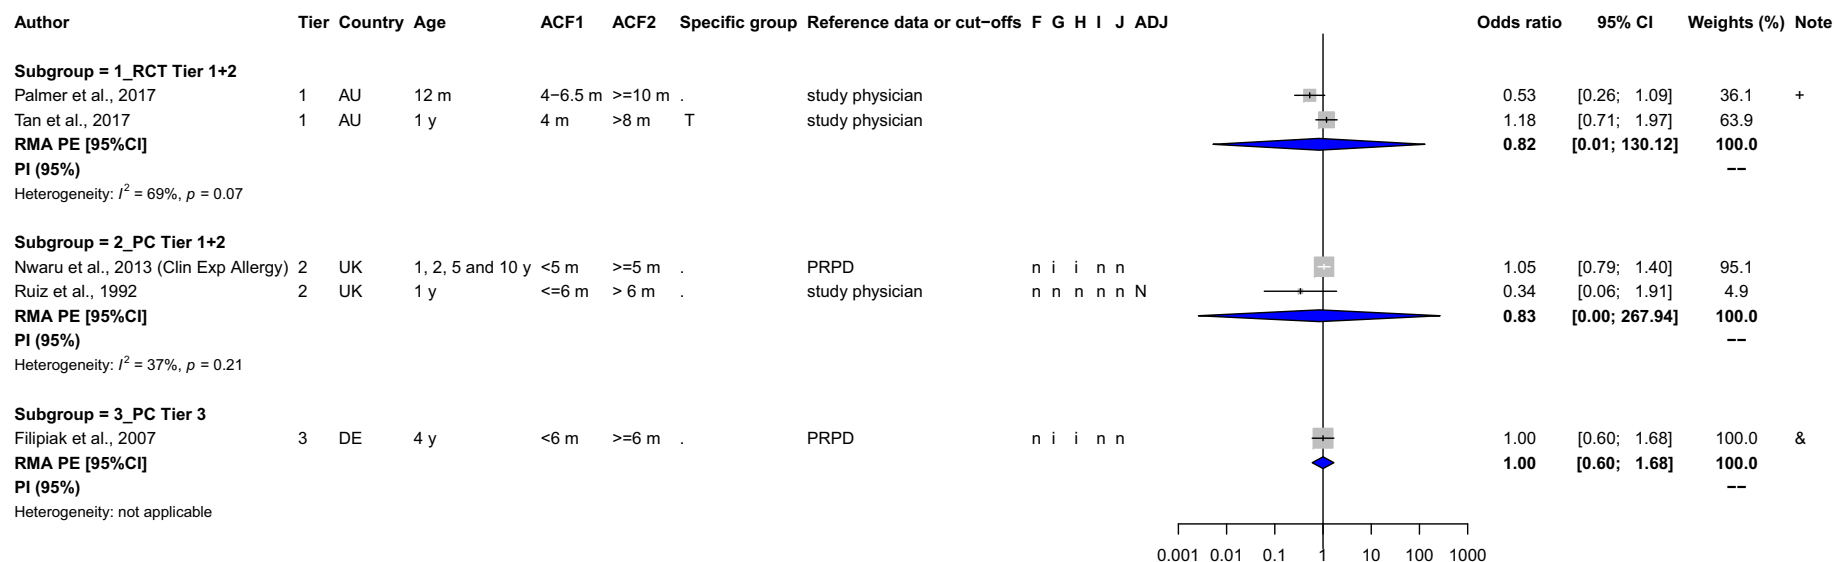 Author Tier Country Age ACF1 ACF2 Specific group Reference data or cut−offs F G H I J ADJ Odds ratio 95% CI Weights (%) Note
Subgroup = 1_RCT Tier 1+2
Palmer et al., 2017 1 AU 12 m 4−6.5 m >=10 m . study physician 0.53 [0.26; 1.09] 36.1 +
Tan et al., 2017 1 AU 1 y 4 m >8 m T study physician 1.18 [0.71; 1.97] 63.9
RMA PE [95%CI] 0.82 [0.01; 130.12] 100.0
PI (95%) −−
Heterogeneity: I² = 69%, p = 0.07
Subgroup = 2_PC Tier 1+2
Nwaru et al., 2013 (Clin Exp Allergy) 2 UK 1, 2, 5 and 10 y <5 m >=5 m . PRPD n i i n n 1.05 [0.79; 1.40] 95.1
Ruiz et al., 1992 2 UK 1 y <=6 m > 6 m . study physician n n n n n N 0.34 [0.06; 1.91] 4.9
RMA PE [95%CI] 0.83 [0.00; 267.94] 100.0
PI (95%) −−
Heterogeneity: I² = 37%, p = 0.21
Subgroup = 3_PC Tier 3
Filipiak et al., 2007 3 DE 4 y <6 m >=6 m . PRPD n i i n n 1.00 [0.60; 1.68] 100.0 &
RMA PE [95%CI] 1.00 [0.60; 1.68] 100.0
PI (95%) −−
Heterogeneity: not applicable
0.001 0.01 0.1 1 10 100 1000